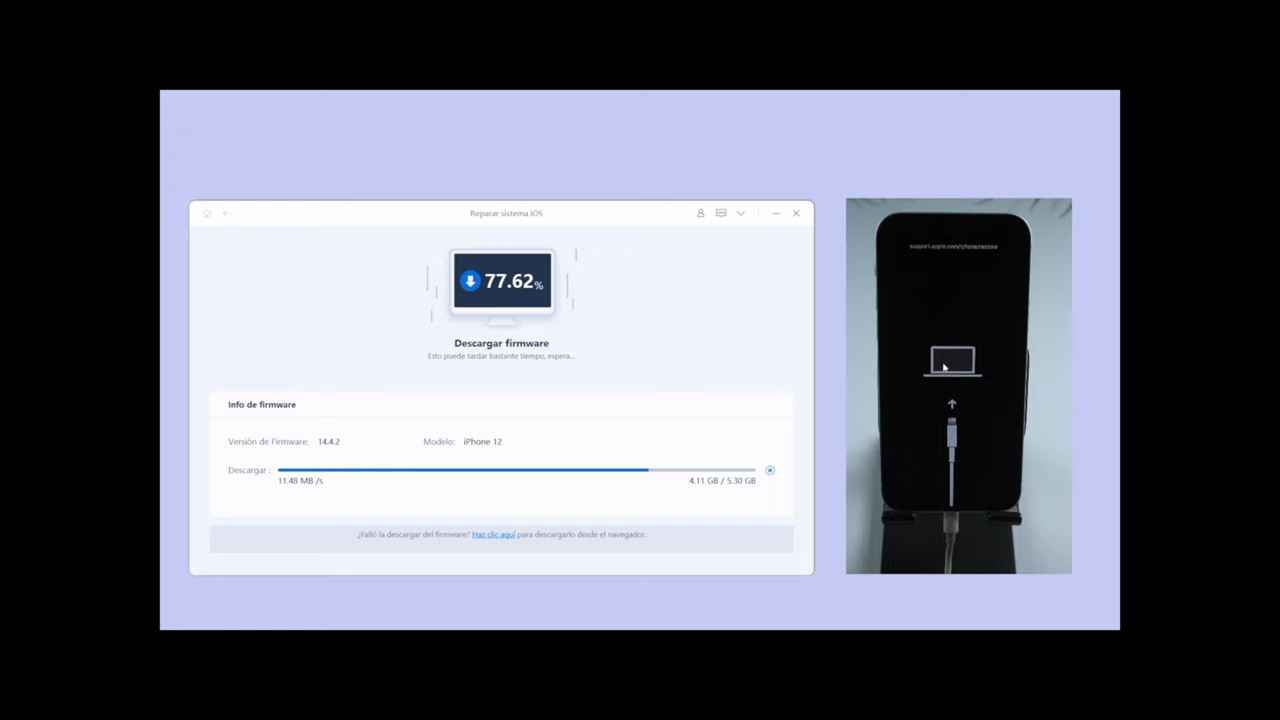 Reparar sistema iOS
77.62%
Descargar firmware
Esto puede tardar bastante tiempo, espera...
Info de firmware
Versión de Firmware: 14.4.2 Modelo: iPhone 12
Descargar :
11.48 MB /s 4.11 GB / 5.30 GB
¿Falló la descarga del firmware? Haz clic aquí para descargarlo desde el navegador.
support.apple.com/iphone/restore